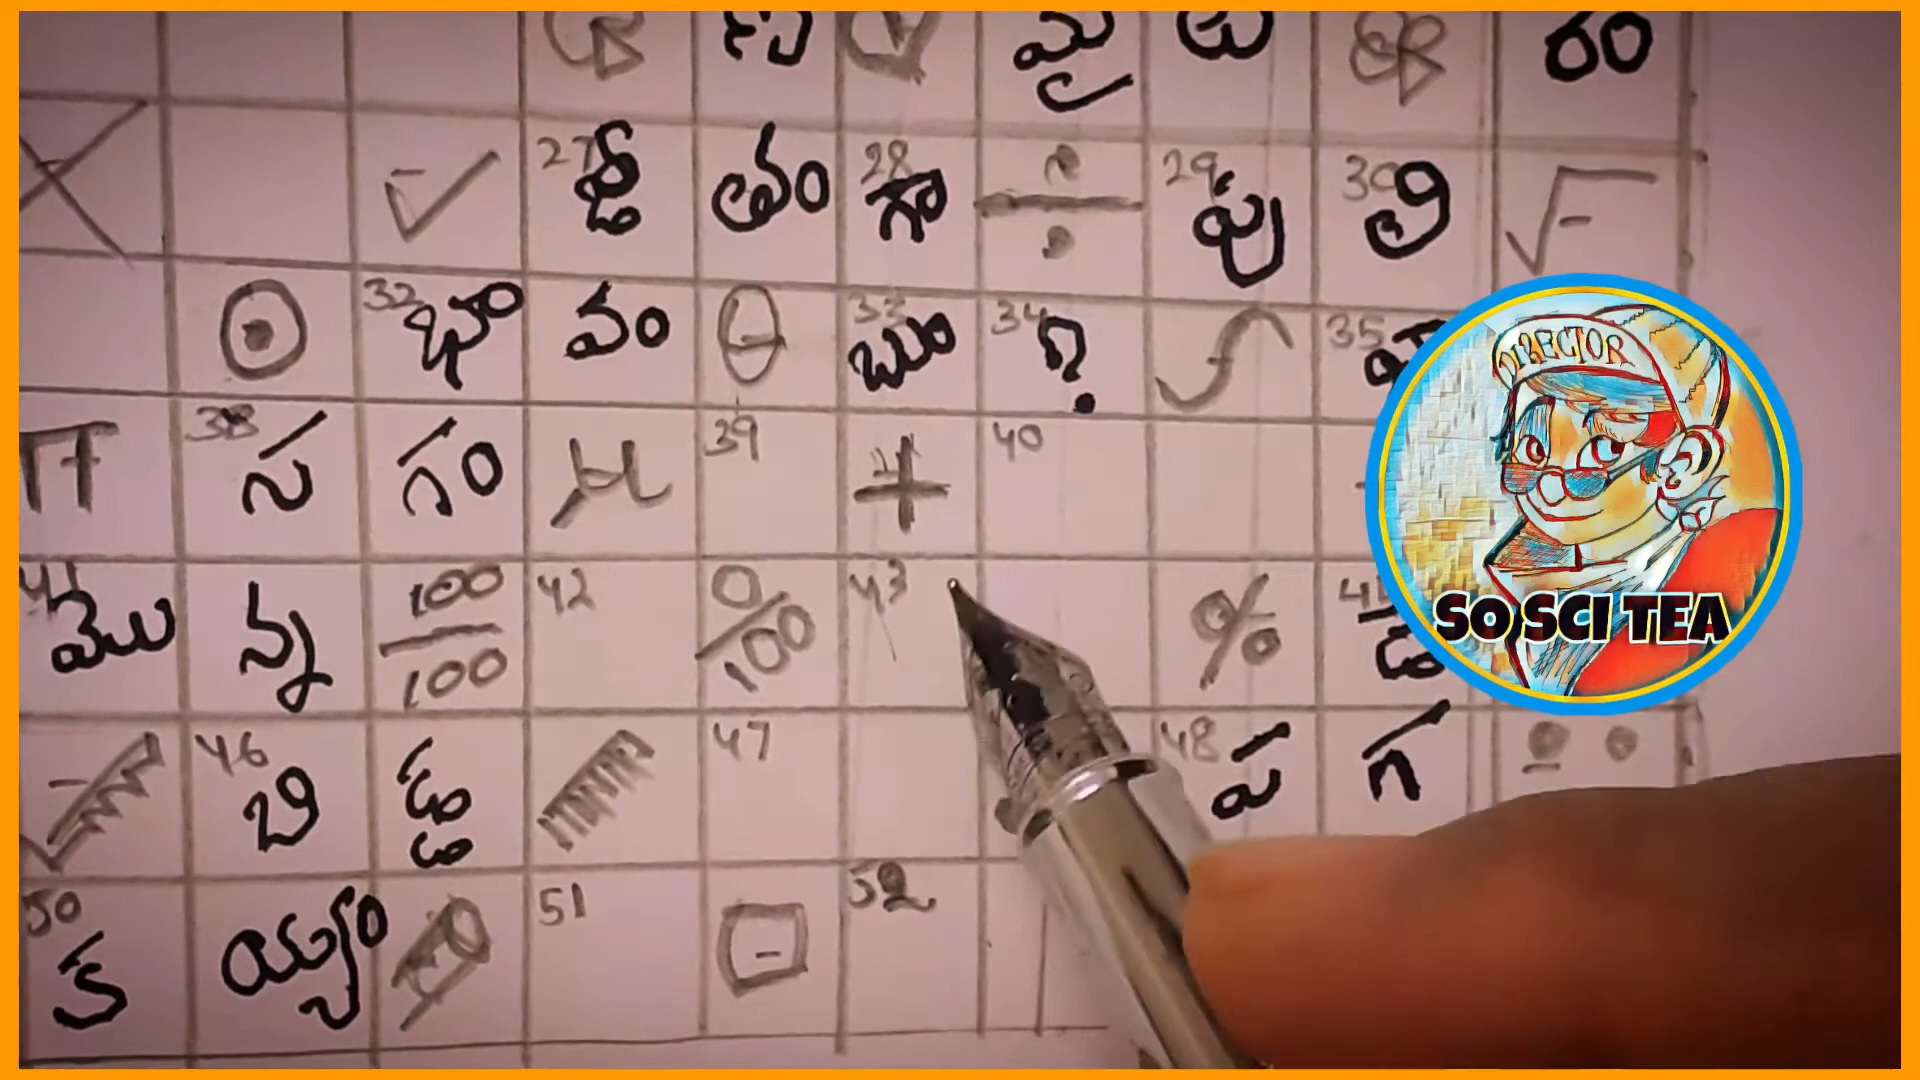 ణు మై టు రం
27 జ్ఞ తం 28 గా ÷ 29 పు 30 లి √-
32 భా వం θ 33 బుు 34 గ ? 35
π 38 స గం μ 39 + 40
41 మొు న్న 100/100 42 0/100 43 %
46 బి డ్డ 47 48 ప గ
50 క య్యం 51 - 52
DIRECTOR
SO SCI TEA